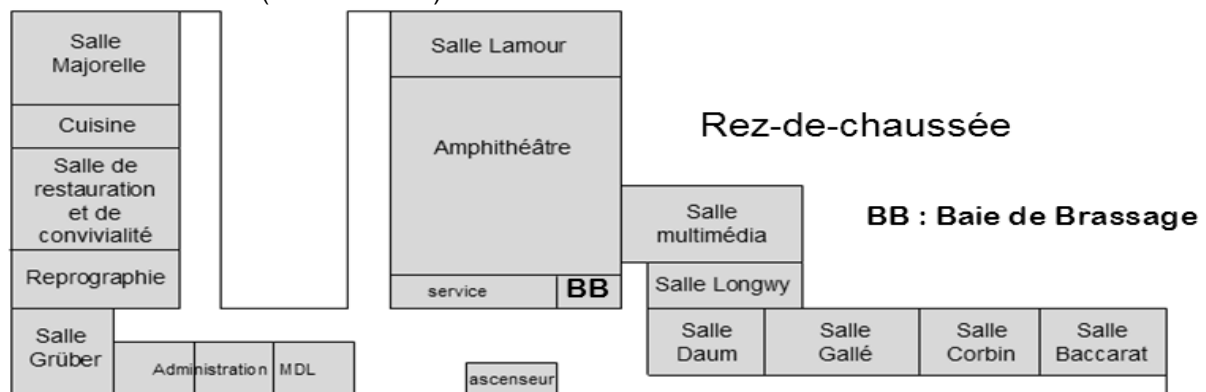 Salle
Majorelle
Cuisine
Salle de
restauration
et de
convivialité
Reprographie
Salle
Grüber
Administration
MDL
Salle Lamour
Amphithéâtre
service
BB
ascenseur
Rez-de-chaussée
BB : Baie de Brassage
Salle
multimédia
Salle Longwy
Salle
Daum
Salle
Gallé
Salle
Corbin
Salle
Baccarat